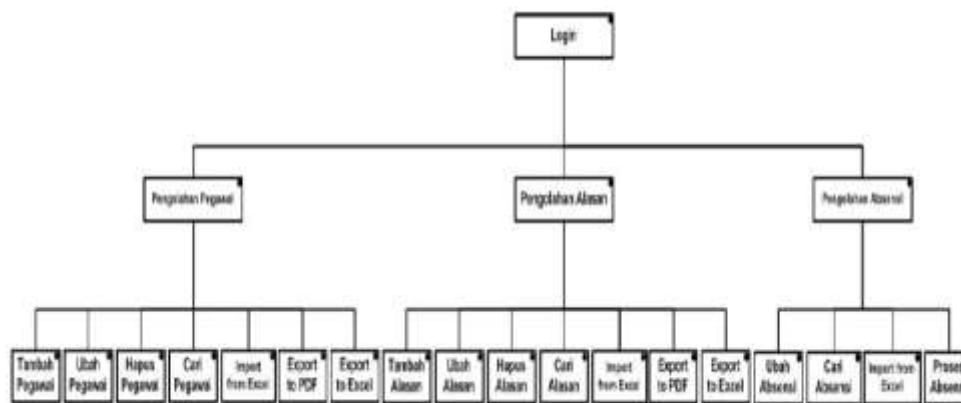 Login
Pengolahan Pegawai
Pengolahan Alasan
Pengolahan Absensi
Tambah
Pegawai
Ubah
Pegawai
Hapus
Pegawai
Cari
Pegawai
Import
from Excel
Export
to PDF
Export
to Excel
Tambah
Alasan
Ubah
Alasan
Hapus
Alasan
Cari
Alasan
Import
from Excel
Export
to PDF
Export
to Excel
Ubah
Absensi
Cari
Absensi
Import from
Excel
Proses
Absensi